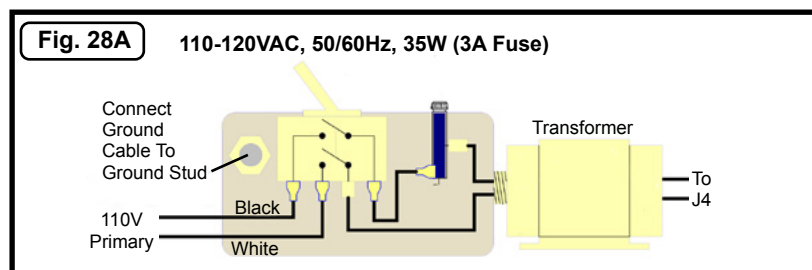 Fig. 28A
110-120VAC, 50/60Hz, 35W (3A Fuse)
Connect
Ground
Cable To
Ground Stud
Transformer
To
J4
110V
Primary
Black
White